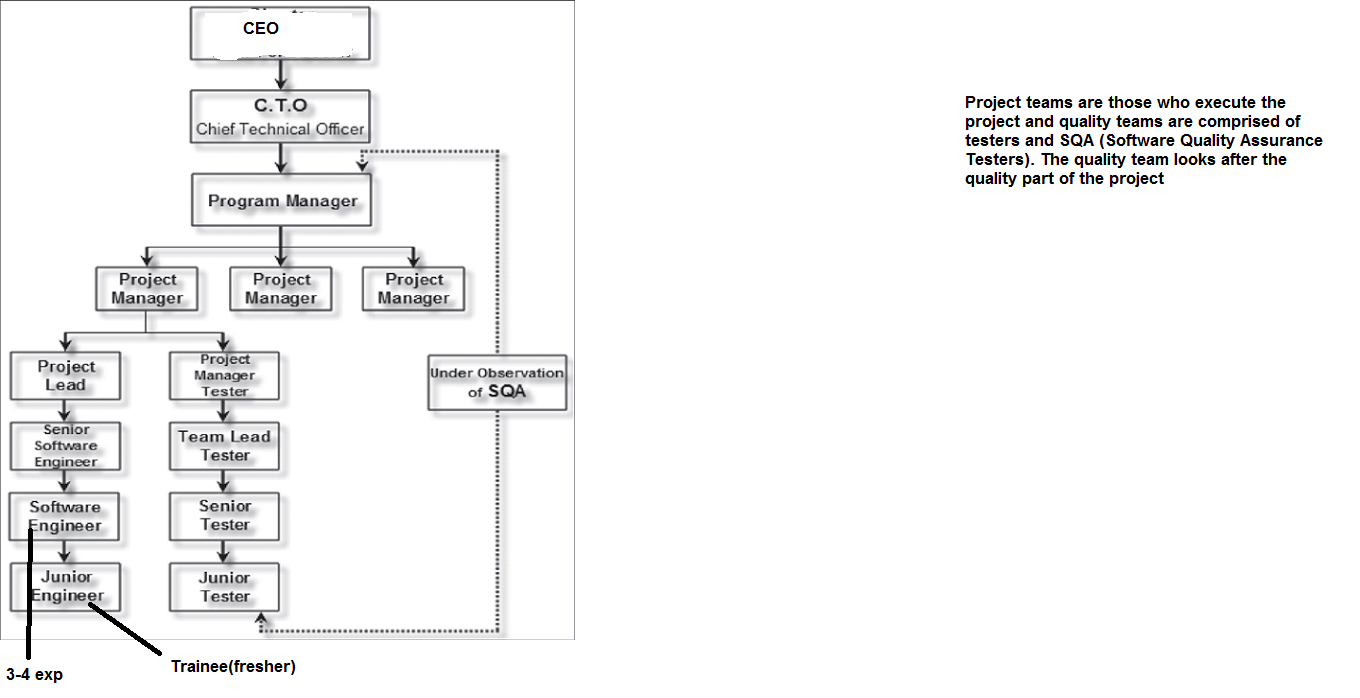 CEO
C.T.O
Chief Technical Officer
Program Manager
Project
Manager
Project
Manager
Project
Manager
Project
Lead
Project
Manager
Tester
Under Observation
of SQA
Senior
Software
Engineer
Team Lead
Tester
Software
Engineer
Senior
Tester
Junior
Engineer
Junior
Tester
3-4 exp
Trainee(fresher)
Project teams are those who execute the
project and quality teams are comprised of
testers and SQA (Software Quality Assurance
Testers). The quality team looks after the
quality part of the project